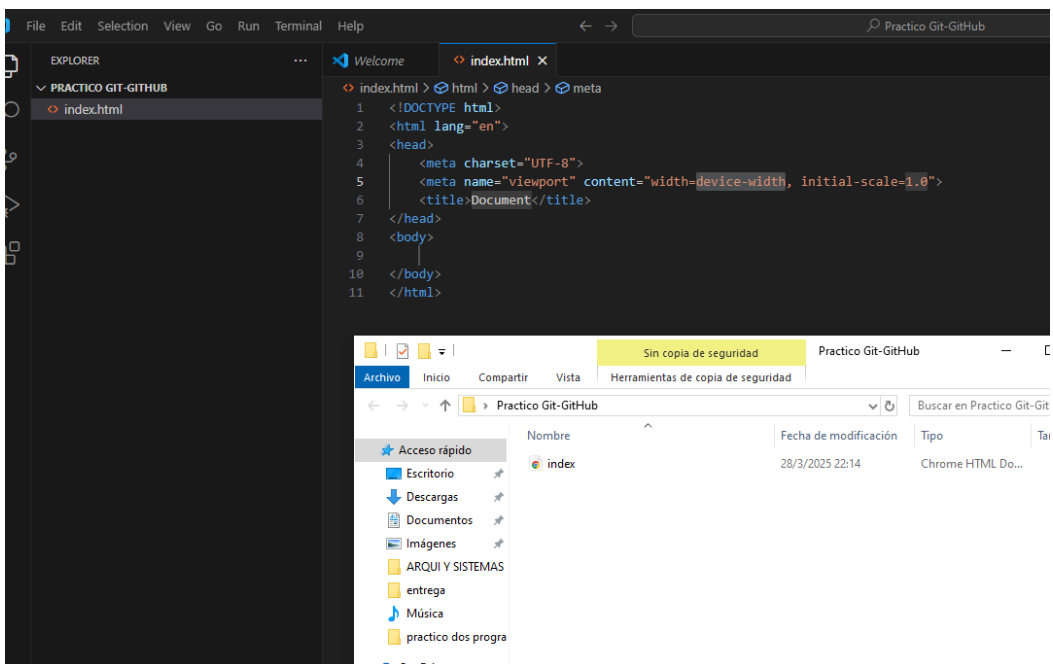 File Edit Selection View Go Run Terminal Help
Practico Git-GitHub
EXPLORER
PRACTICO GIT-GITHUB
index.html
Welcome
index.html
index.html > html > head > meta
1 <!DOCTYPE html>
2 <html lang="en">
3 <head>
4 <meta charset="UTF-8">
5 <meta name="viewport" content="width=device-width, initial-scale=1.0">
6 <title>Document</title>
7 </head>
8 <body>
9
10 </body>
11 </html>
Sin copia de seguridad
Practico Git-GitHub
Archivo Inicio Compartir Vista Herramientas de copia de seguridad
Practico Git-GitHub
Buscar en Practico Git-Git
Nombre Fecha de modificación Tipo
index 28/3/2025 22:14 Chrome HTML Do...
Acceso rápido
Escritorio
Descargas
Documentos
Imágenes
ARQUI Y SISTEMAS
entrega
Música
practico dos progra